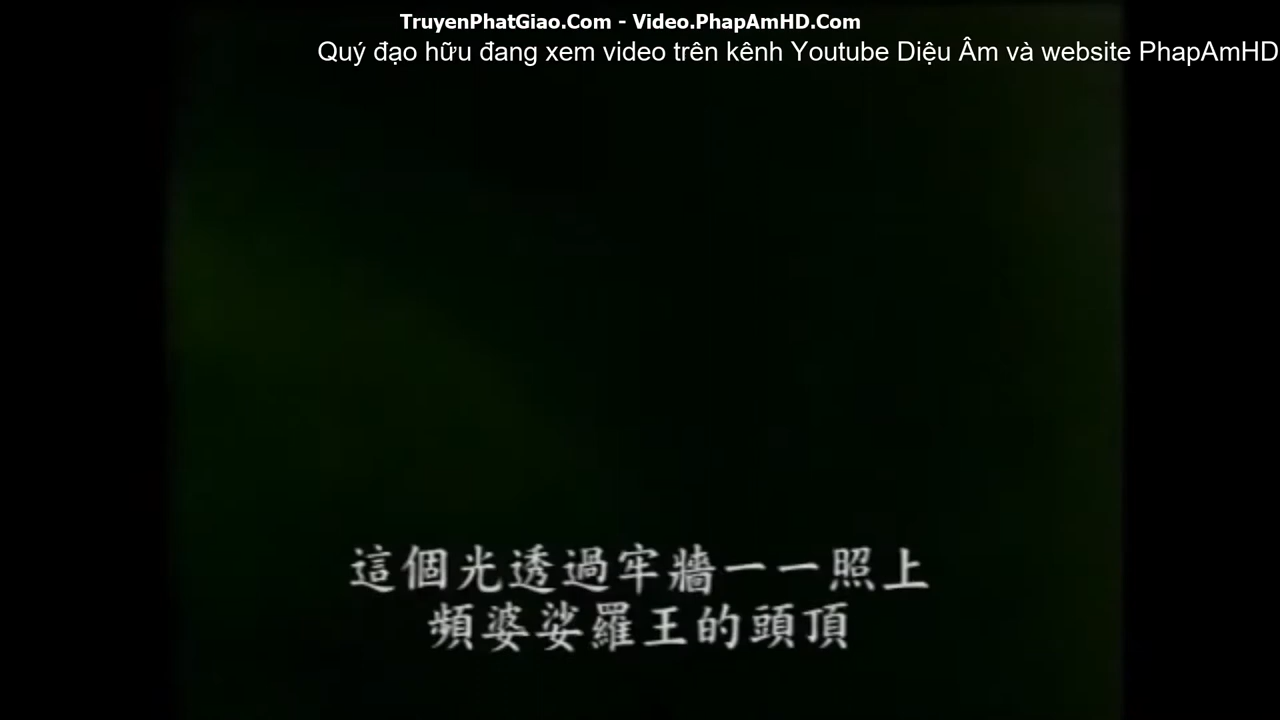 TruyenPhatGiao.Com - Video.PhapAmHD.Com
Quý đạo hữu đang xem video trên kênh Youtube Diệu Âm và website PhapAmHD
這個光透過牢牆一一照上
頻婆娑羅王的頭頂